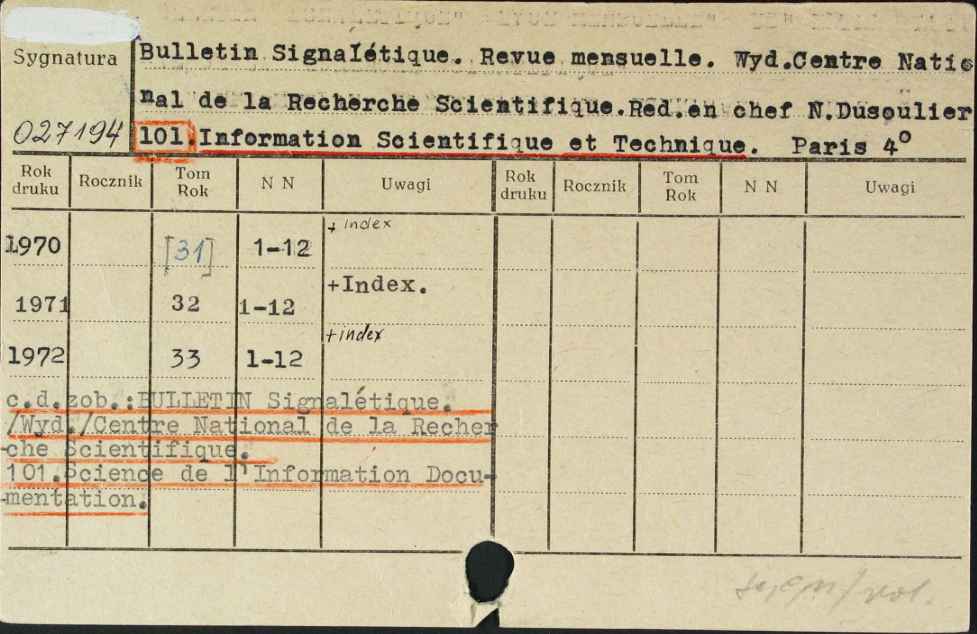 Sygnatura
027194
Bulletin Signalétique. Revue mensuelle. Wyd.Centre Natio
nal de la Recherche Scientifique.Red.en chef N.Dusoulier
101.Information Scientifique et Technique. Paris 4°
Rok druku Rocznik Tom Rok N N Uwagi Rok druku Rocznik Tom Rok N N Uwagi
1970 [31] 1-12 + index
1971 32 1-12 +Index.
1972 33 1-12 +index
c.d.zob.:BULLETIN Signalétique.
/Wyd./Centre National de la Recher
che Scientifique.
101.Science de l'Information Docu-
mentation.